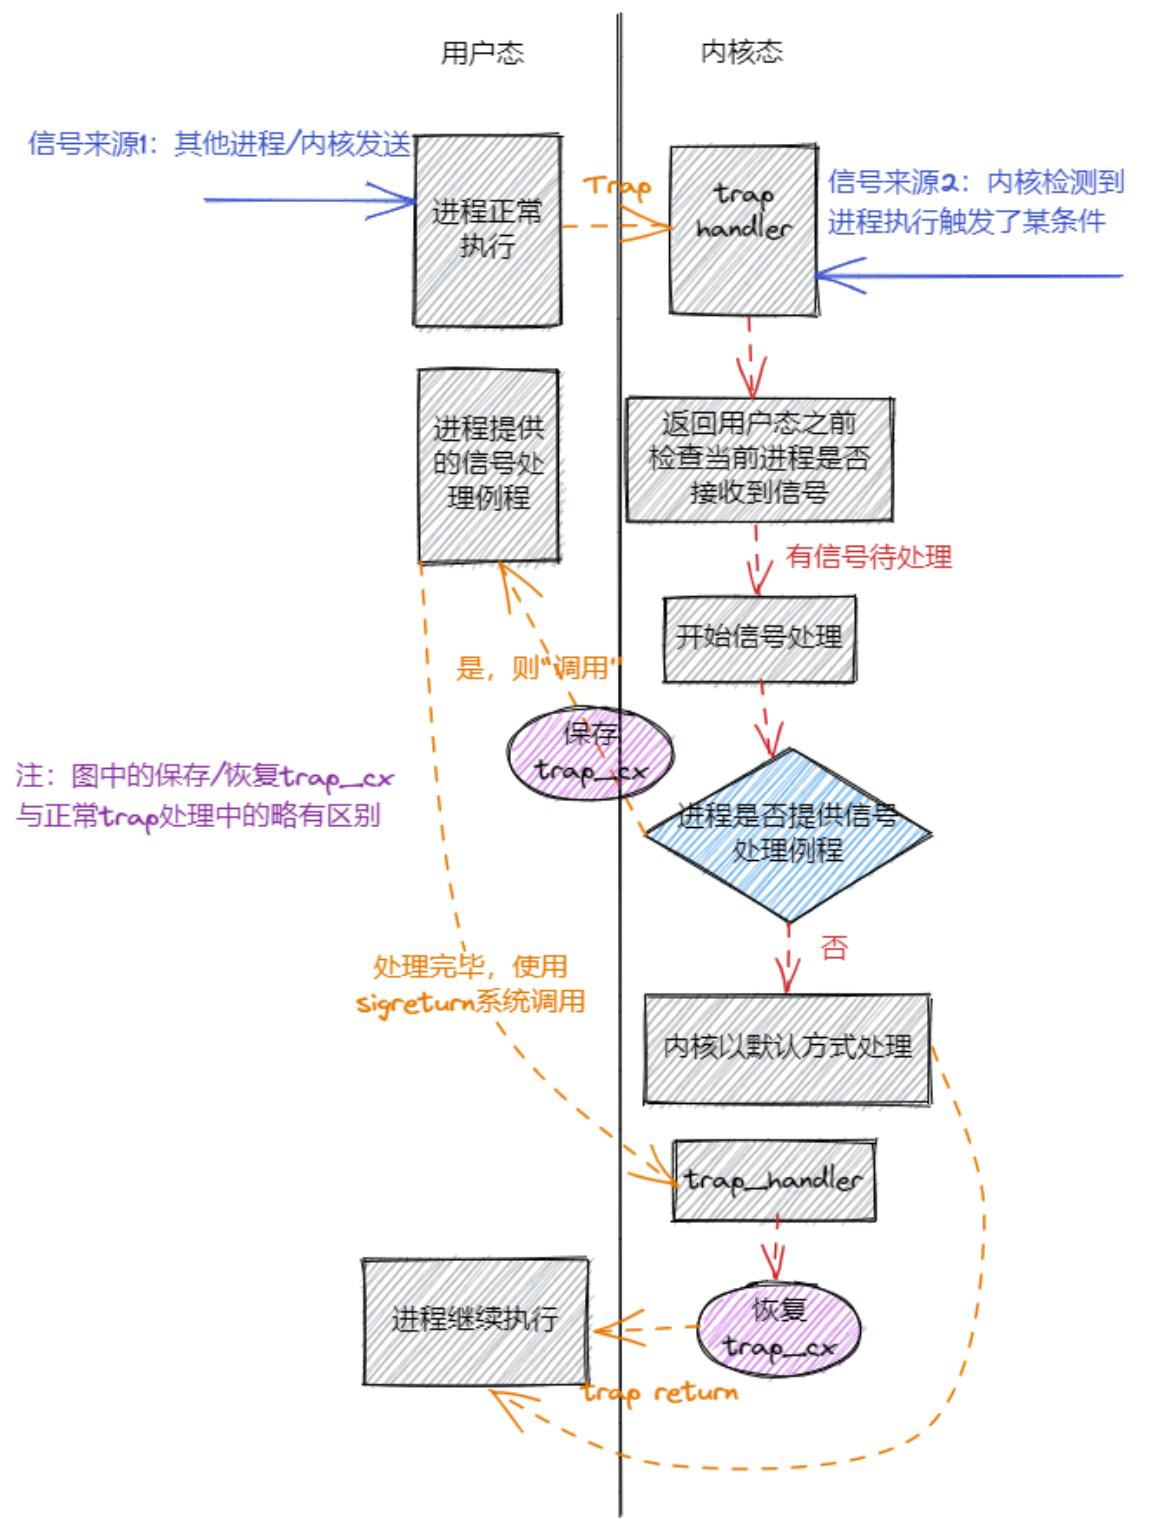 用户态
内核态
信号来源1：其他进程/内核发送
进程正常
执行
Trap
trap
handler
信号来源2：内核检测到
进程执行触发了某条件
进程提供
的信号处
理例程
返回用户态之前
检查当前进程是否
接收到信号
有信号待处理
开始信号处理
是，则“调用”
保存
trap_cx
注：图中的保存/恢复trap_cx
与正常trap处理中的略有区别
进程是否提供信号
处理例程
否
处理完毕，使用
sigreturn系统调用
内核以默认方式处理
trap_handler
进程继续执行
恢复
trap_cx
trap return